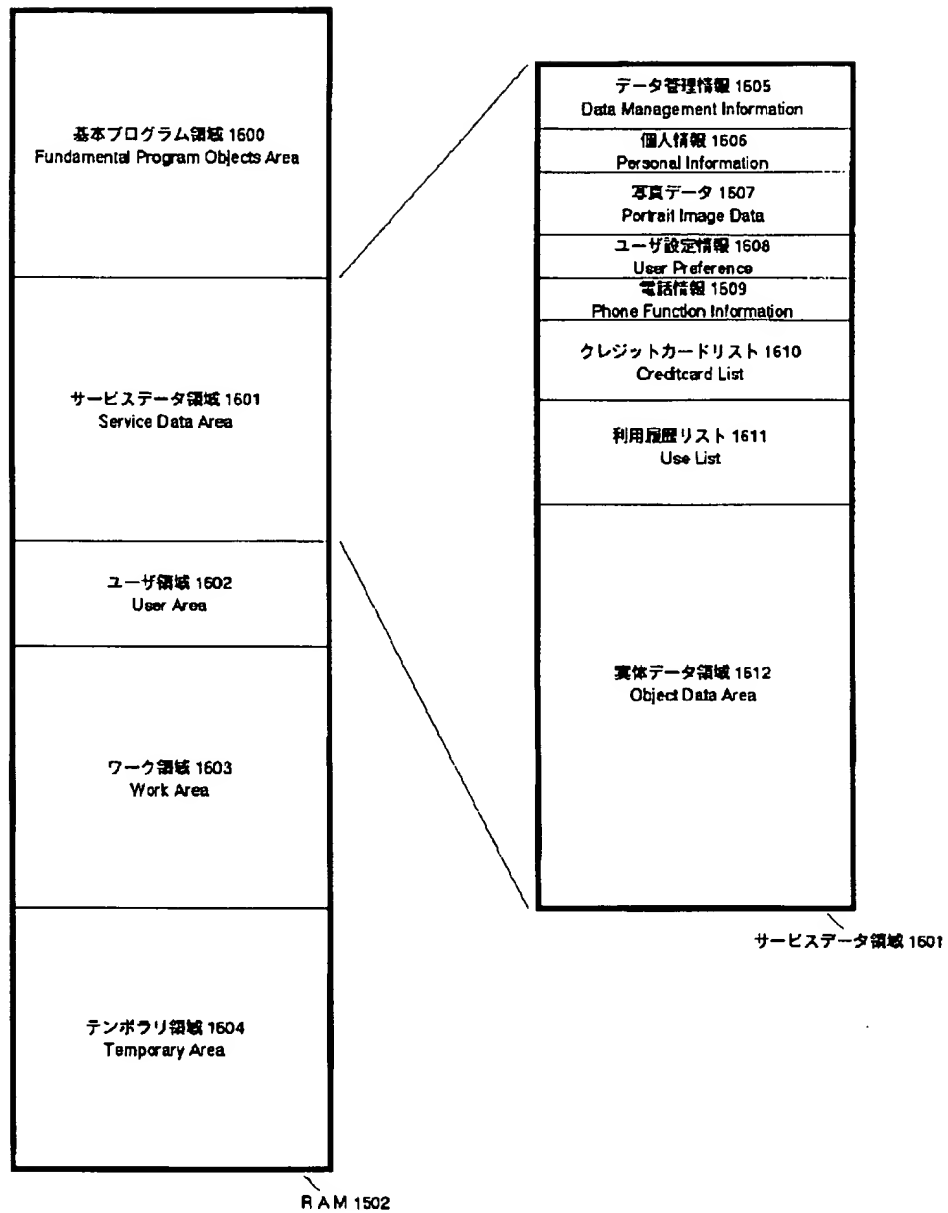 基本プログラム領域 1600
Fundamental Program Objects Area
サービスデータ領域 1601
Service Data Area
ユーザ領域 1602
User Area
ワーク領域 1603
Work Area
テンポラリ領域 1604
Temporary Area
RAM 1502
データ管理情報 1605
Data Management Information
個人情報 1606
Personal Information
写真データ 1607
Portrait Image Data
ユーザ設定情報 1608
User Preference
電話情報 1609
Phone Function Information
クレジットカードリスト 1610
Creditcard List
利用履歴リスト 1611
Use List
実体データ領域 1612
Object Data Area
サービスデータ領域 1601